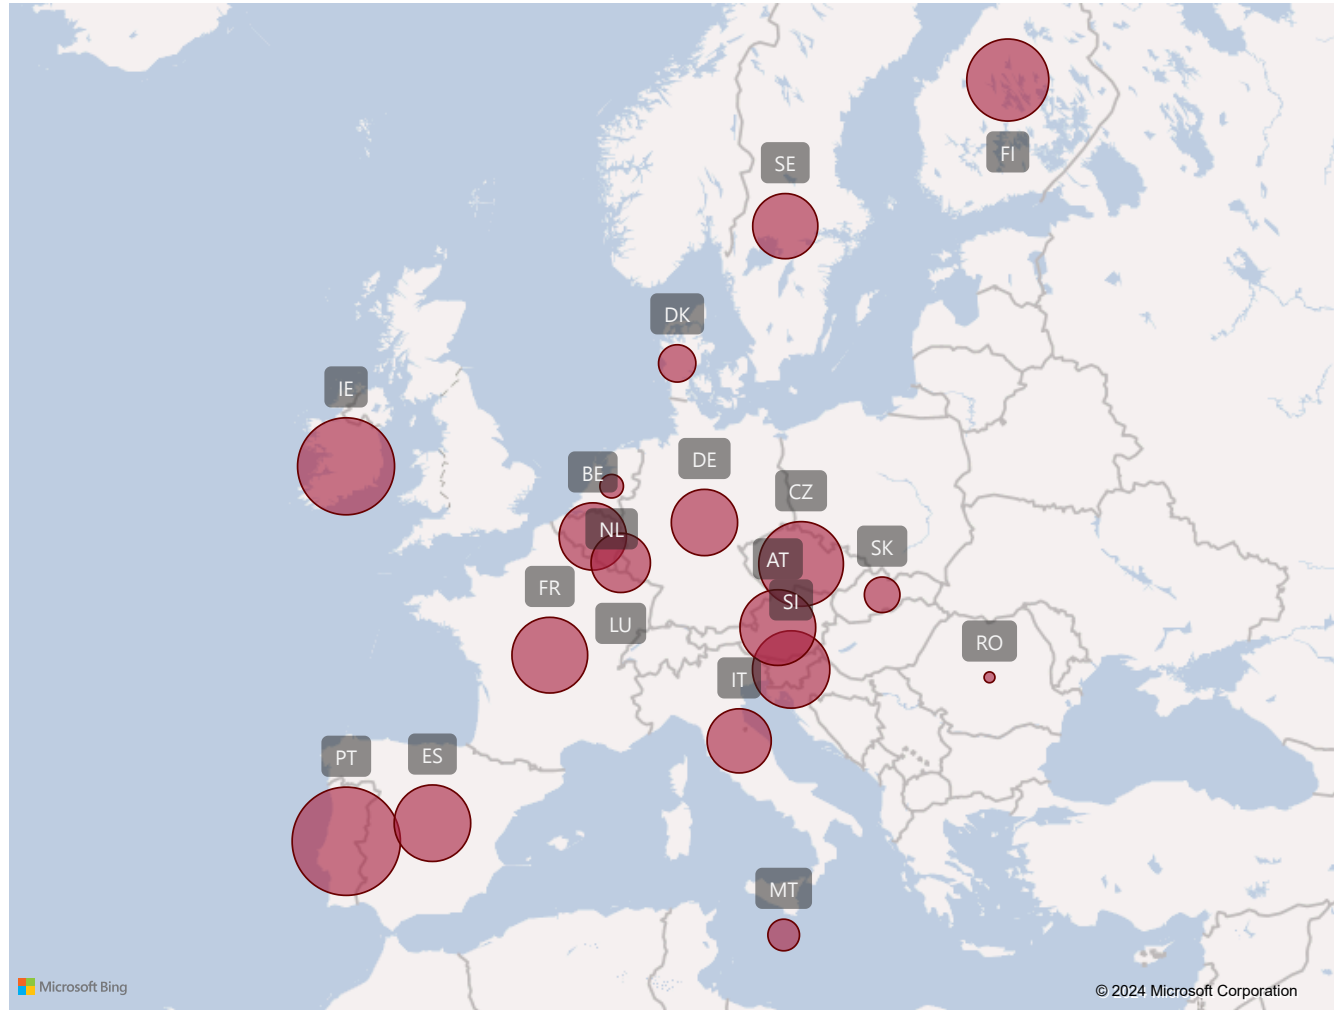 FI
SE
DK
IE
DE
BE
CZ
NL
SK
AT
FR
SI
LU
RO
IT
ES
PT
MT
Microsoft Bing
© 2024 Microsoft Corporation